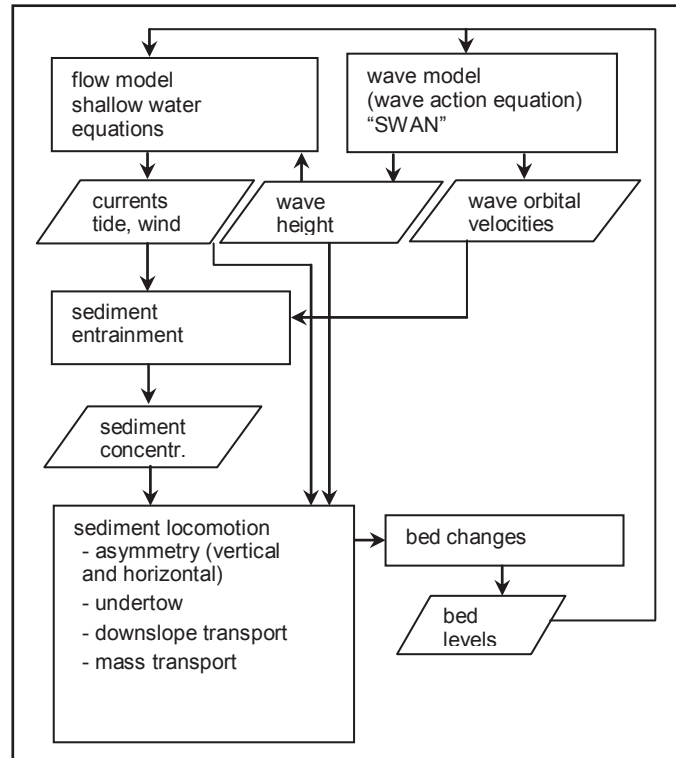 flow model
shallow water
equations
wave model
(wave action equation)
“SWAN”
currents
tide, wind
wave
height
wave orbital
velocities
sediment
entrainment
sediment
concentr.
sediment locomotion
- asymmetry (vertical
and horizontal)
- undertow
- downslope transport
- mass transport
bed changes
bed
levels